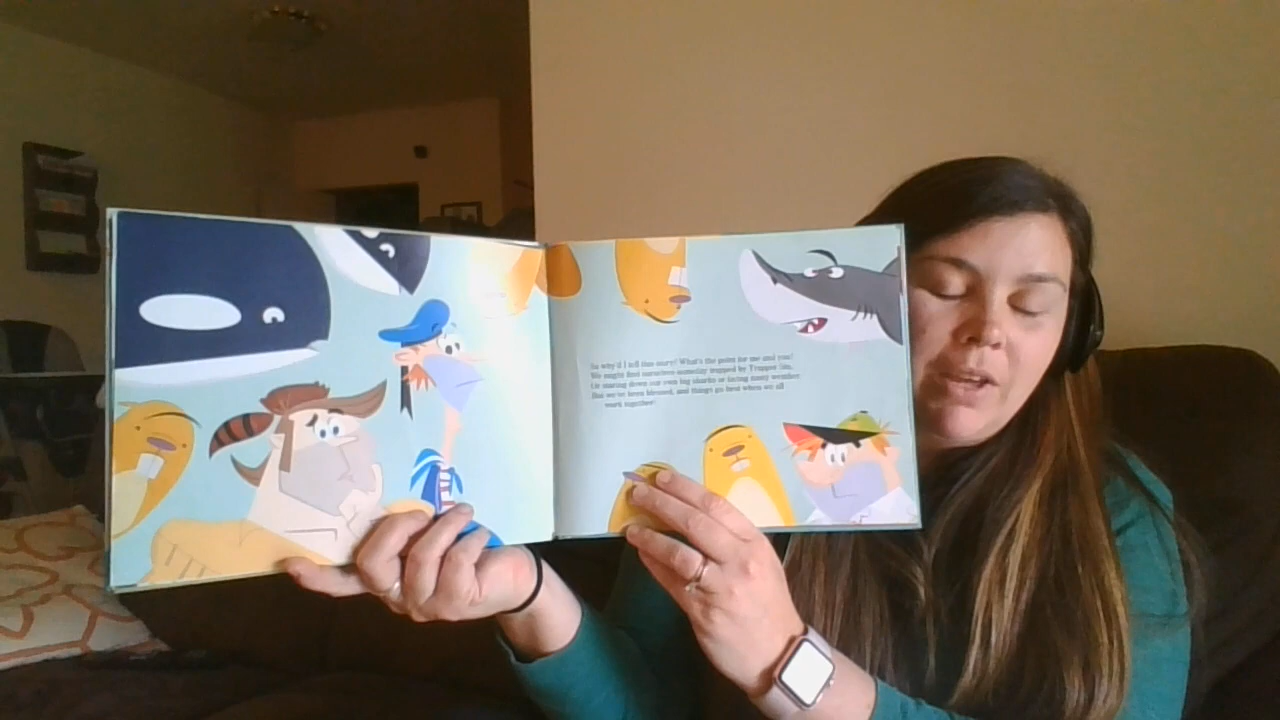 So why'd I tell this story? What's the point for me and you?
We might find ourselves someday trapped by Trapper Jim,
Or staring down our own big sharks or facing nasty weather.
But we've been blessed, and things go best when we all
work together!